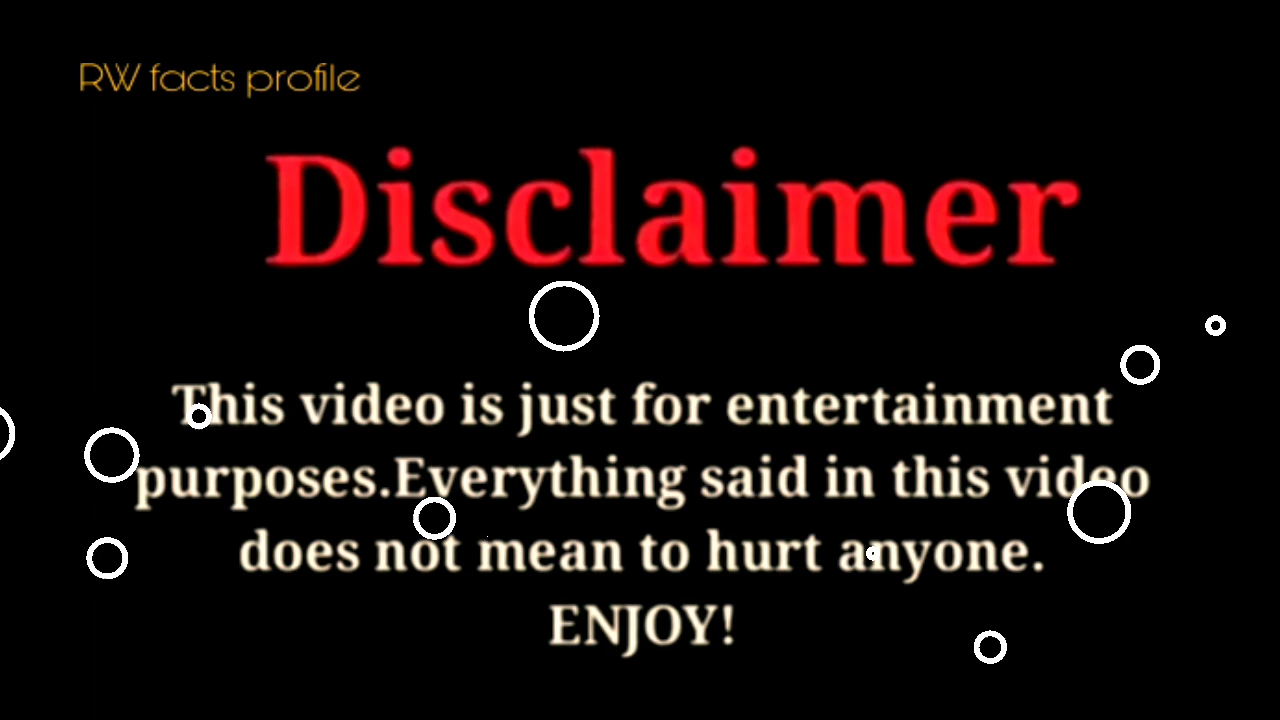 RW facts profile
Disclaimer
This video is just for entertainment
purposes.Everything said in this video
does not mean to hurt anyone.
ENJOY!